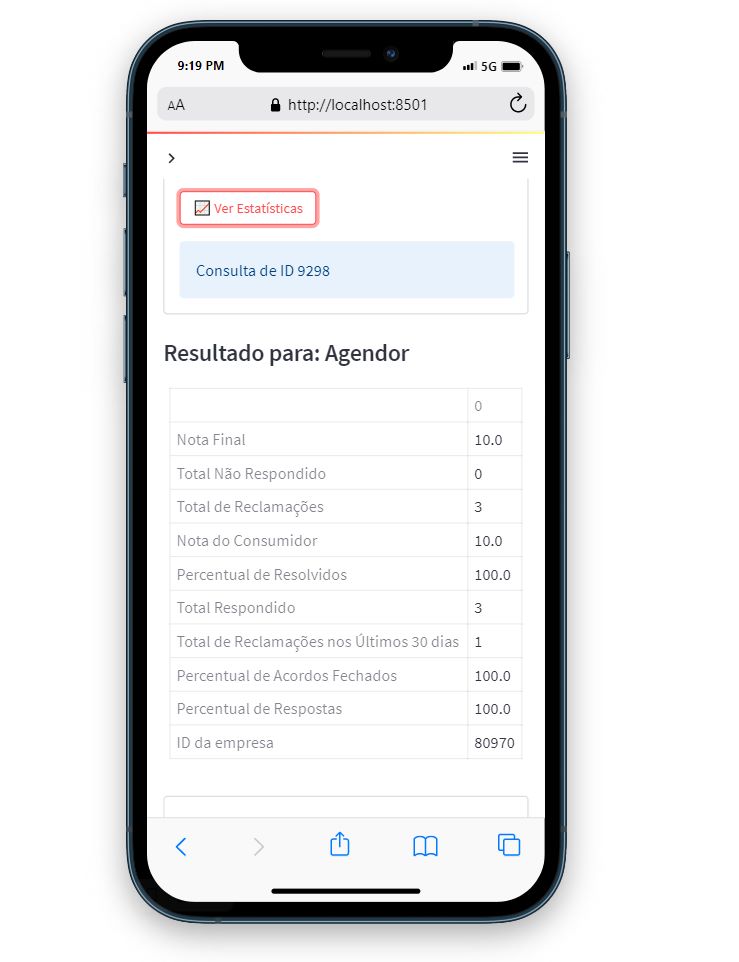 9:19 PM 5G
AA http://localhost:8501
Ver Estatísticas
Consulta de ID 9298
Resultado para: Agendor
0
Nota Final 10.0
Total Não Respondido 0
Total de Reclamações 3
Nota do Consumidor 10.0
Percentual de Resolvidos 100.0
Total Respondido 3
Total de Reclamações nos Últimos 30 dias 1
Percentual de Acordos Fechados 100.0
Percentual de Respostas 100.0
ID da empresa 80970